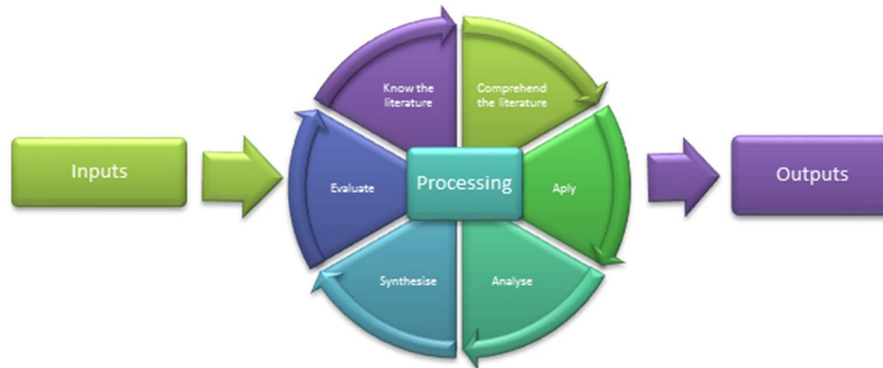 Inputs
Know the
literature
Comprehend
the literature
Evaluate
Processing
Aply
Synthesise
Analyse
Outputs